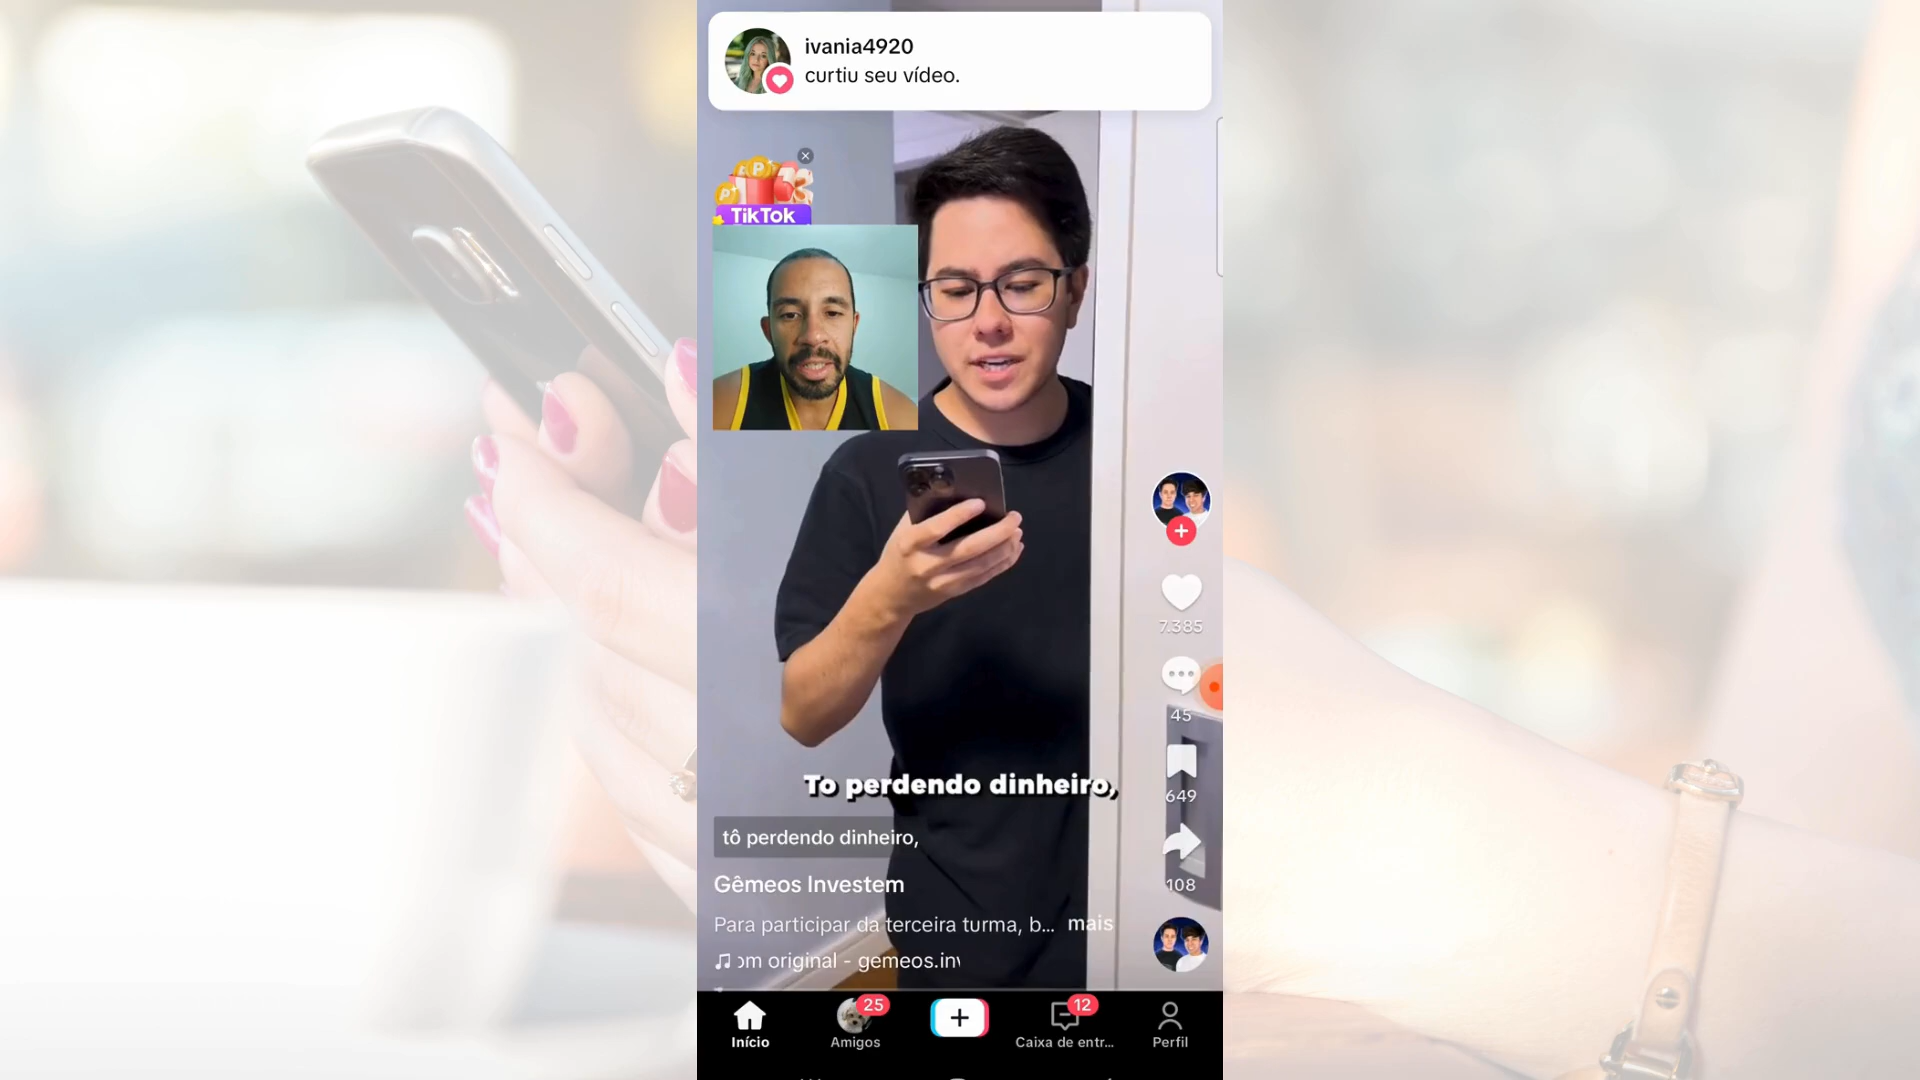 ivania4920
curtiu seu vídeo.
TikTok
7.385
45
To perdendo dinheiro,
649
tô perdendo dinheiro,
108
Gêmeos Investem
Para participar da terceira turma, b... mais
om original - gemeos.inv
25
12
Início
Amigos
Caixa de entr...
Perfil